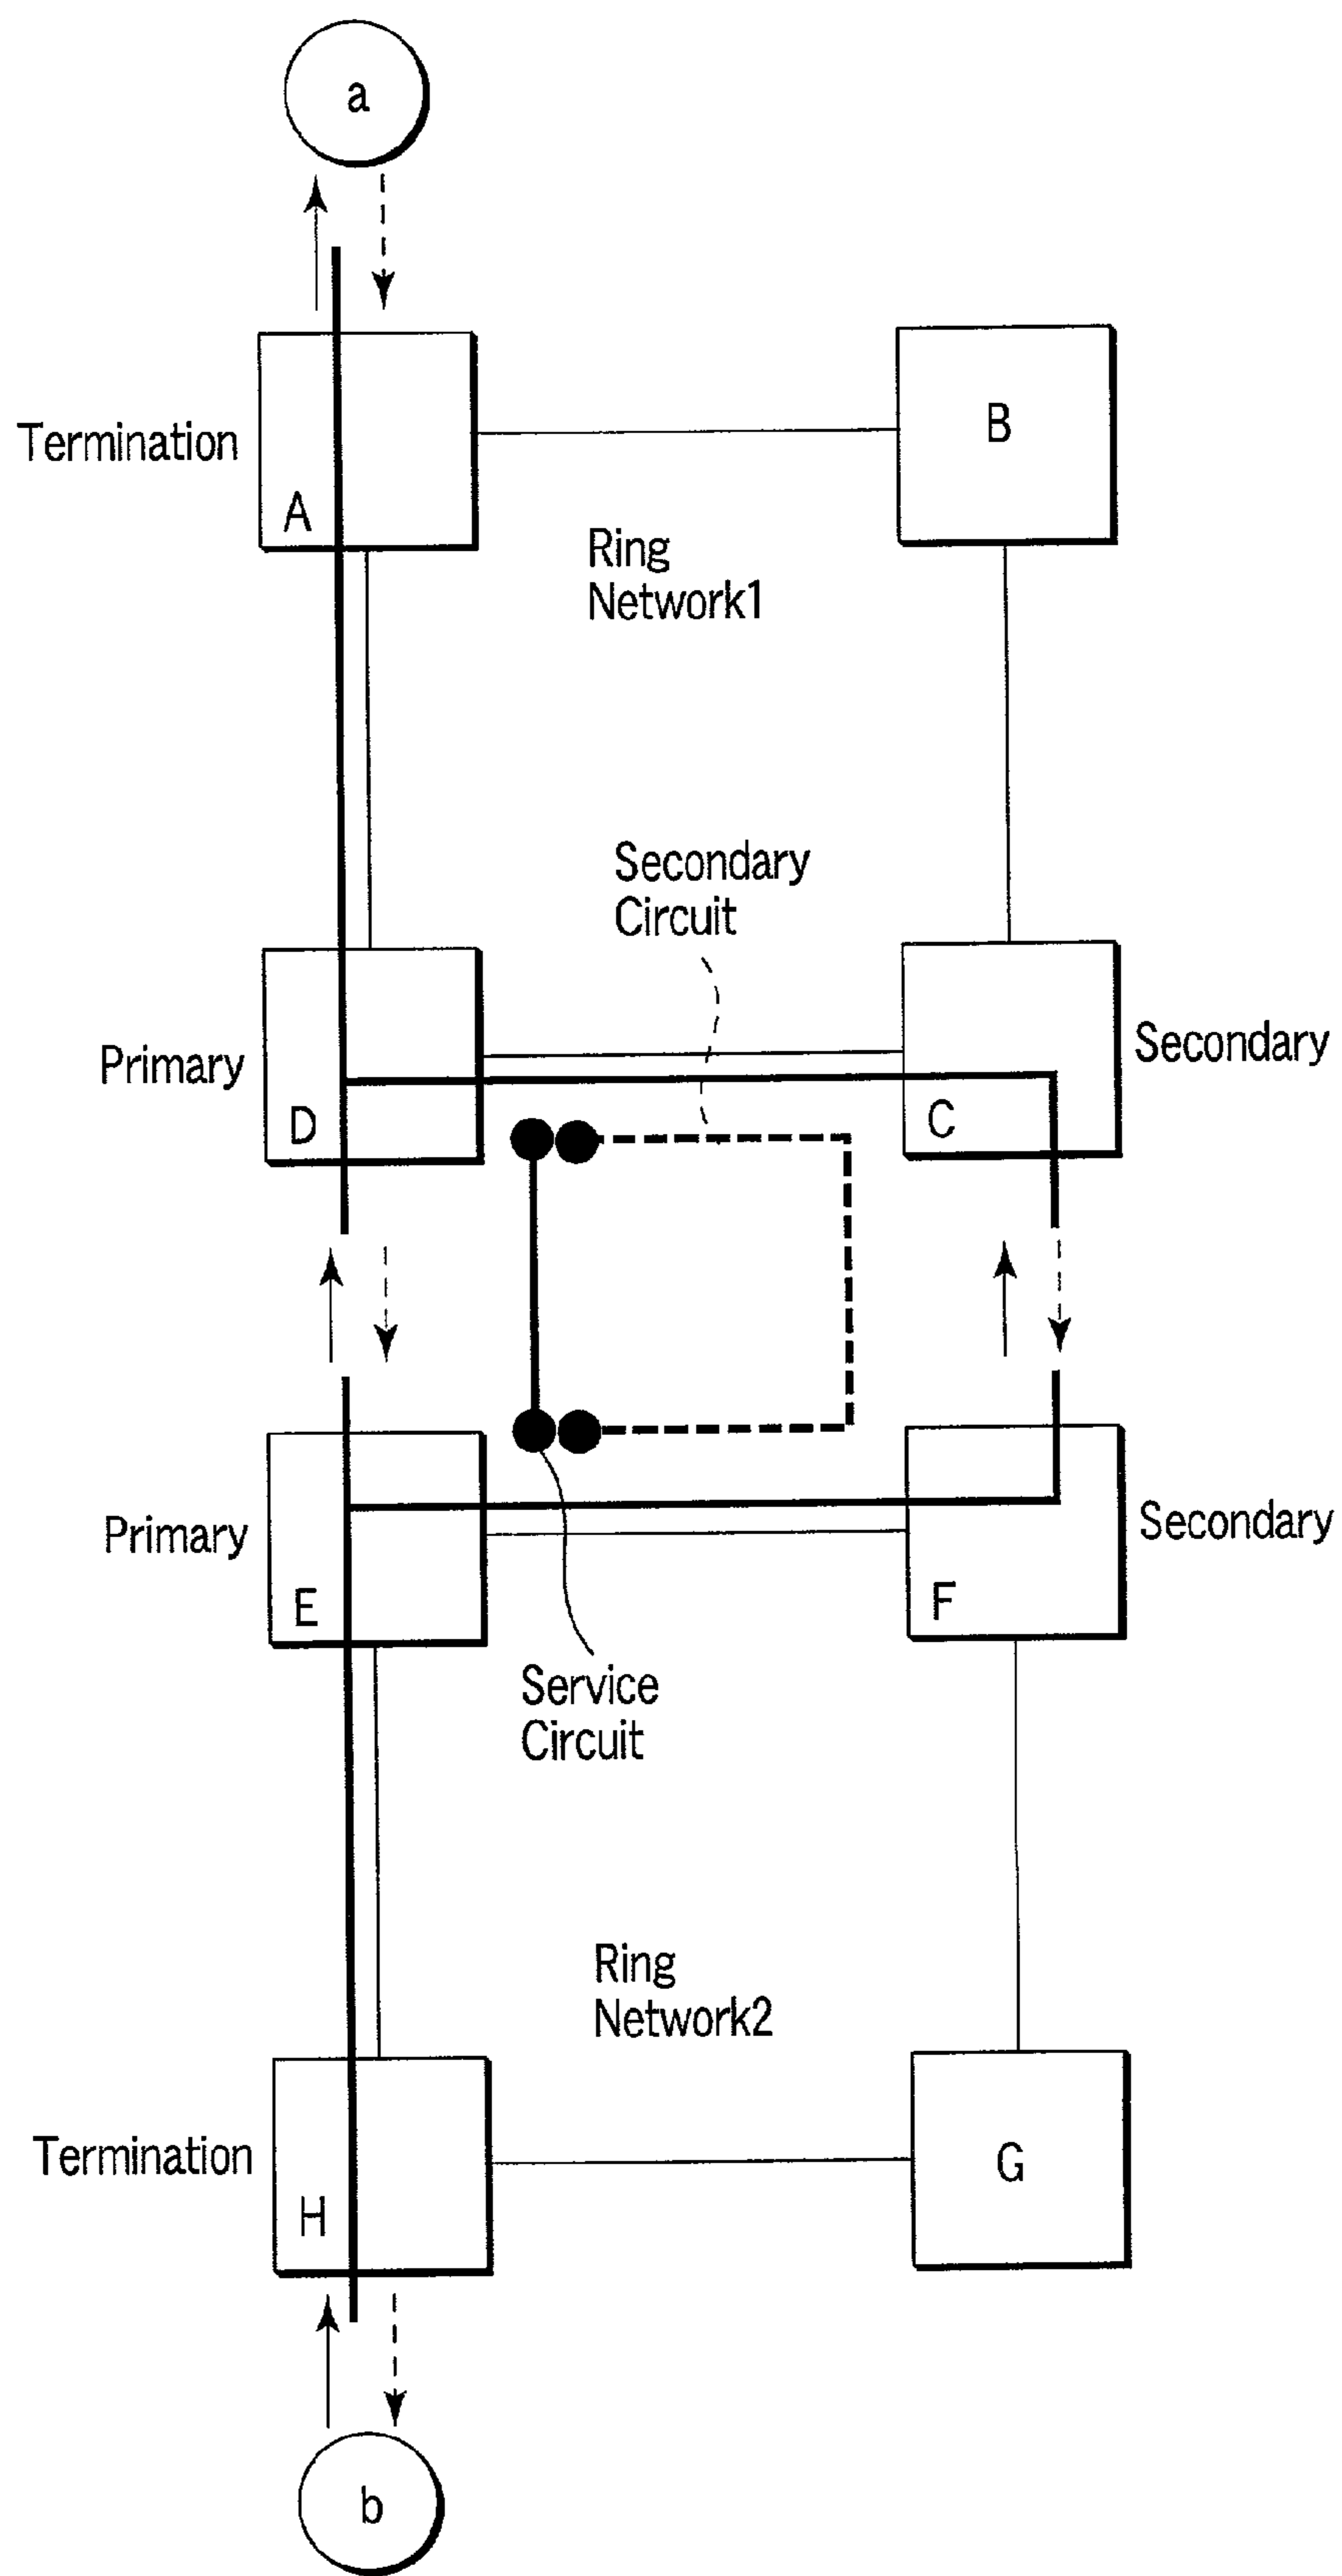 a
Termination
A
B
Ring
Network1
Secondary
Circuit
Primary
D
C
Secondary
Primary
E
F
Secondary
Service
Circuit
Ring
Network2
Termination
H
G
b